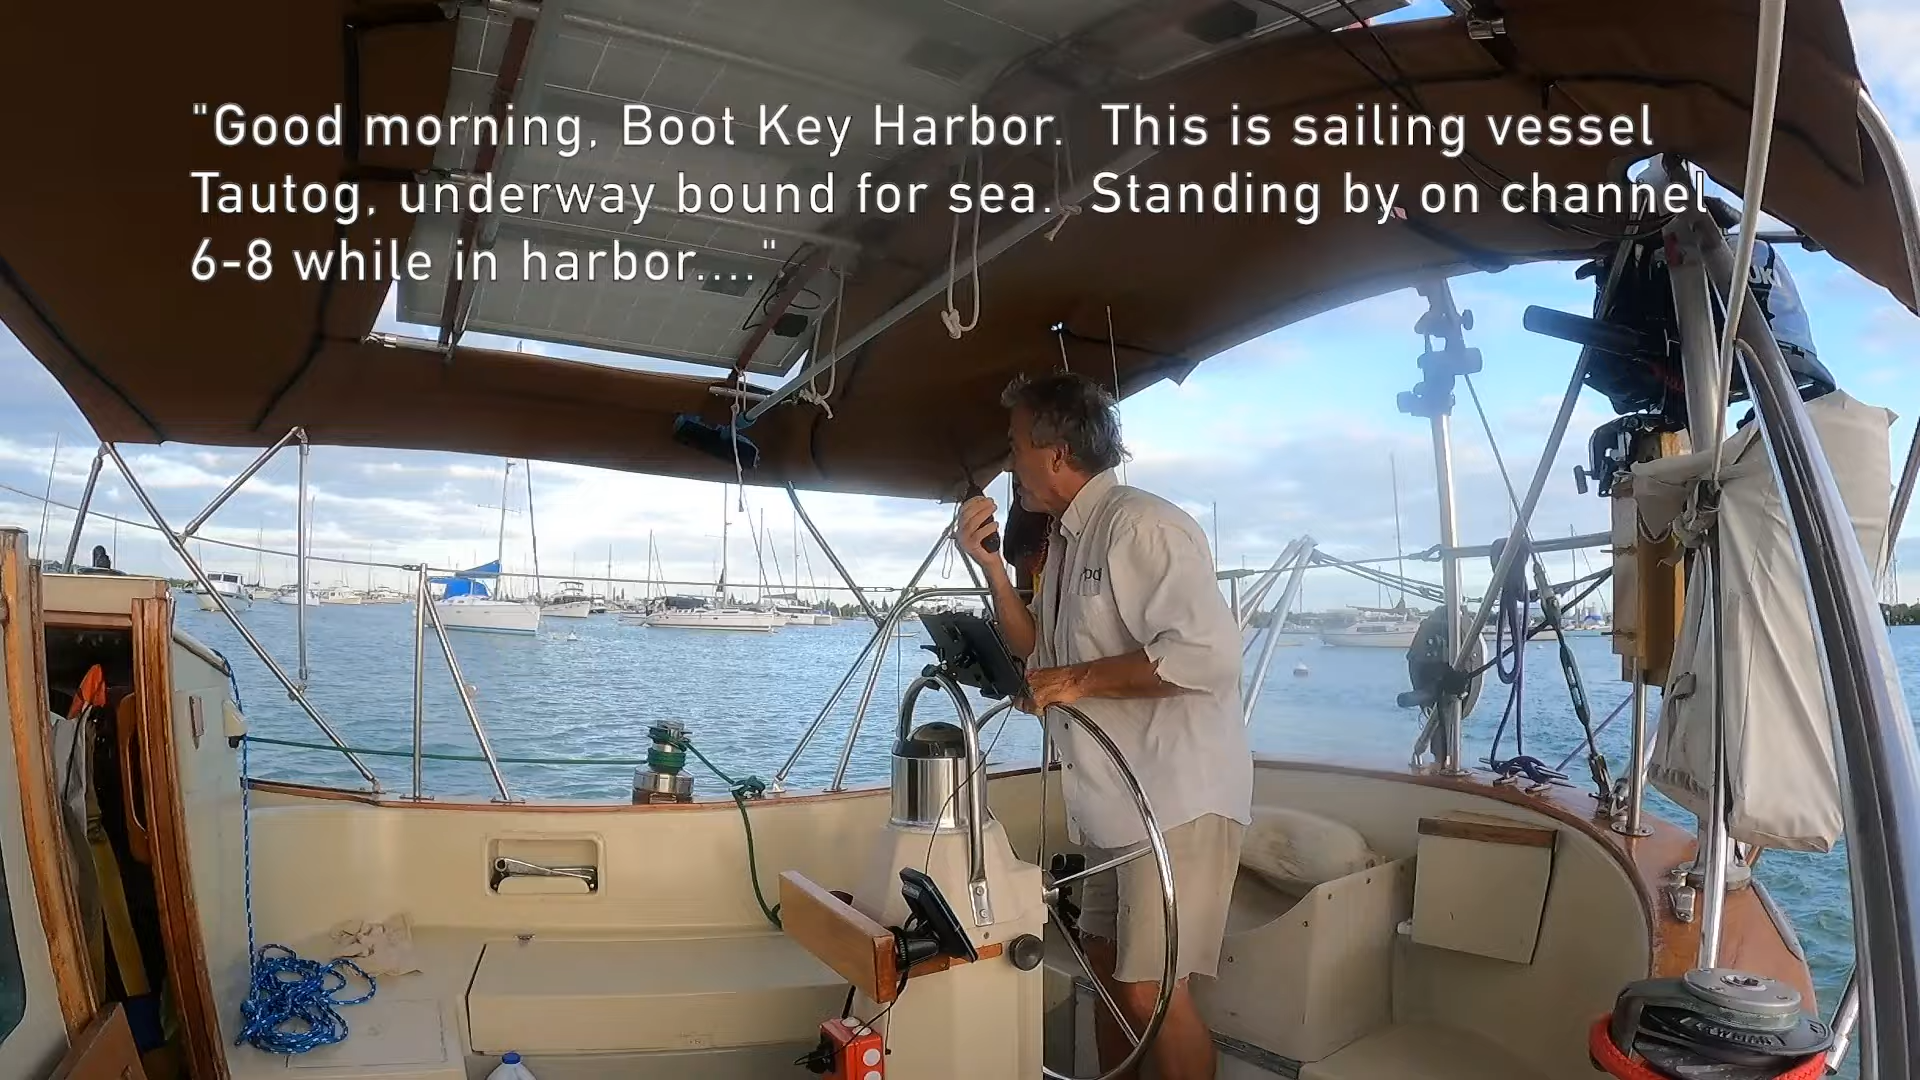 "Good morning, Boot Key Harbor.  This is sailing vessel
Tautog, underway bound for sea.  Standing by on channel
6-8 while in harbor...."